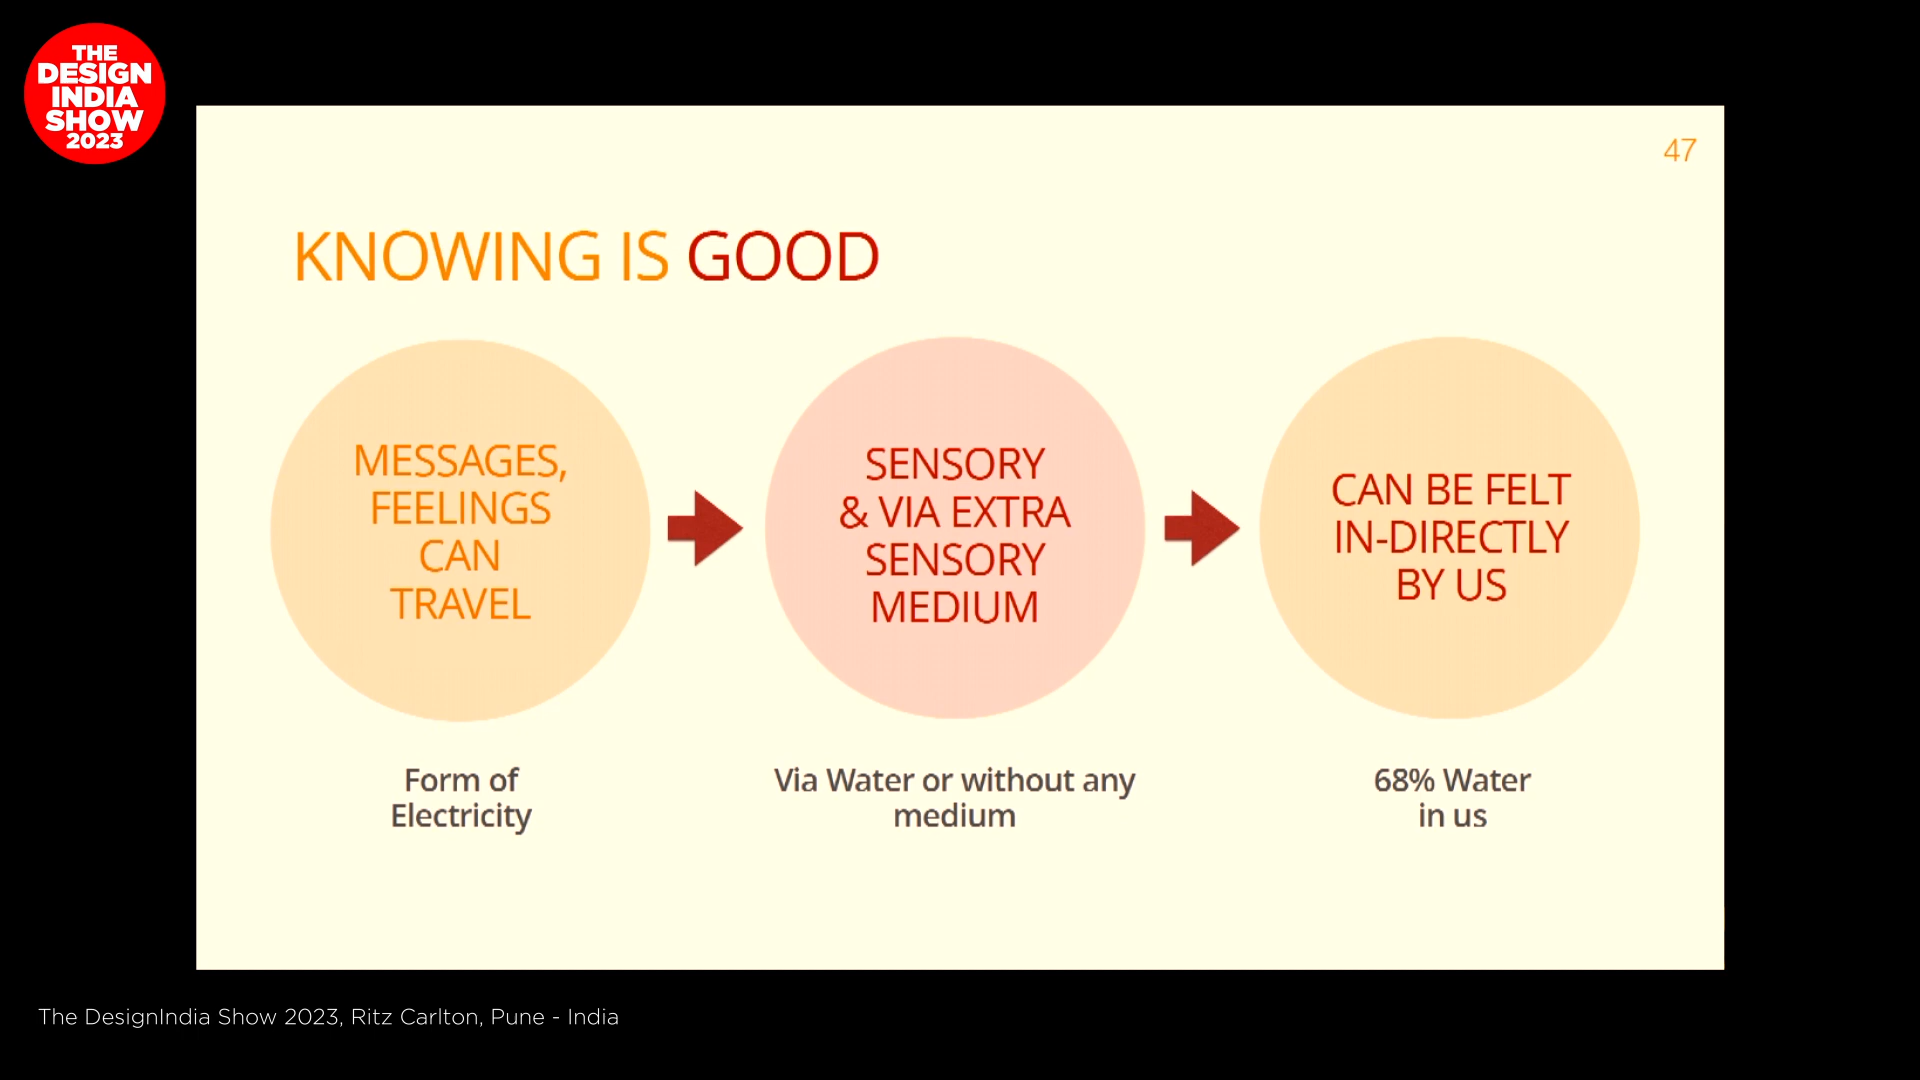 THE
DESIGN
INDIA
SHOW
2023
47
KNOWING IS GOOD
MESSAGES,
FEELINGS
CAN
TRAVEL
SENSORY
& VIA EXTRA
SENSORY
MEDIUM
CAN BE FELT
IN-DIRECTLY
BY US
Form of
Electricity
Via Water or without any
medium
68% Water
in us
The DesignIndia Show 2023, Ritz Carlton, Pune - India